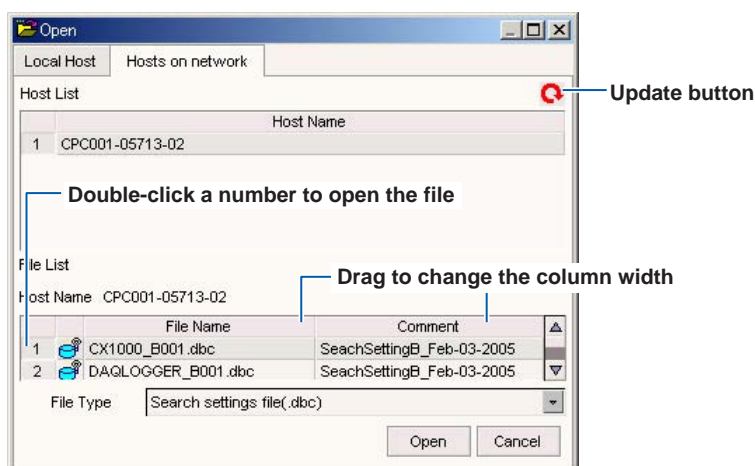 Open
Local Host Hosts on network
Host List
Update button
Host Name
1 CPC001-05713-02
Double-click a number to open the file
File List
Drag to change the column width
Host Name CPC001-05713-02
File Name Comment
1 CX1000_B001.dbc SeachSettingB_Feb-03-2005
2 DAQLOGGER_B001.dbc SeachSettingB_Feb-03-2005
File Type Search settings file(.dbc)
Open Cancel